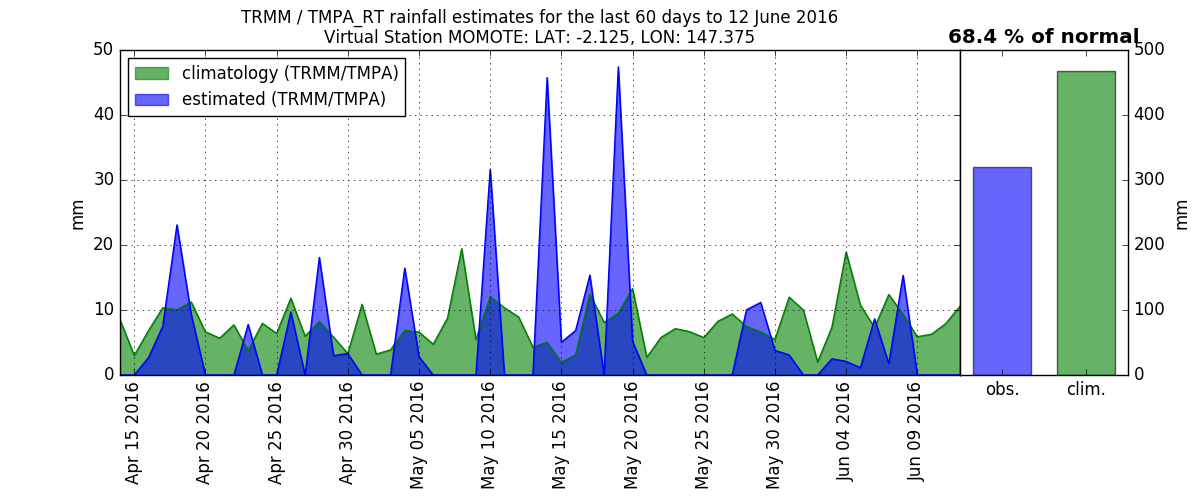 TRMM / TMPA_RT rainfall estimates for the last 60 days to 12 June 2016
Virtual Station MOMOTE: LAT: -2.125, LON: 147.375
68.4 % of normal
climatology (TRMM/TMPA)
estimated (TRMM/TMPA)
50
40
30
20
10
0
mm
Apr 15 2016
Apr 20 2016
Apr 25 2016
Apr 30 2016
May 05 2016
May 10 2016
May 15 2016
May 20 2016
May 25 2016
May 30 2016
Jun 04 2016
Jun 09 2016
obs.
clim.
500
400
300
200
100
0
mm